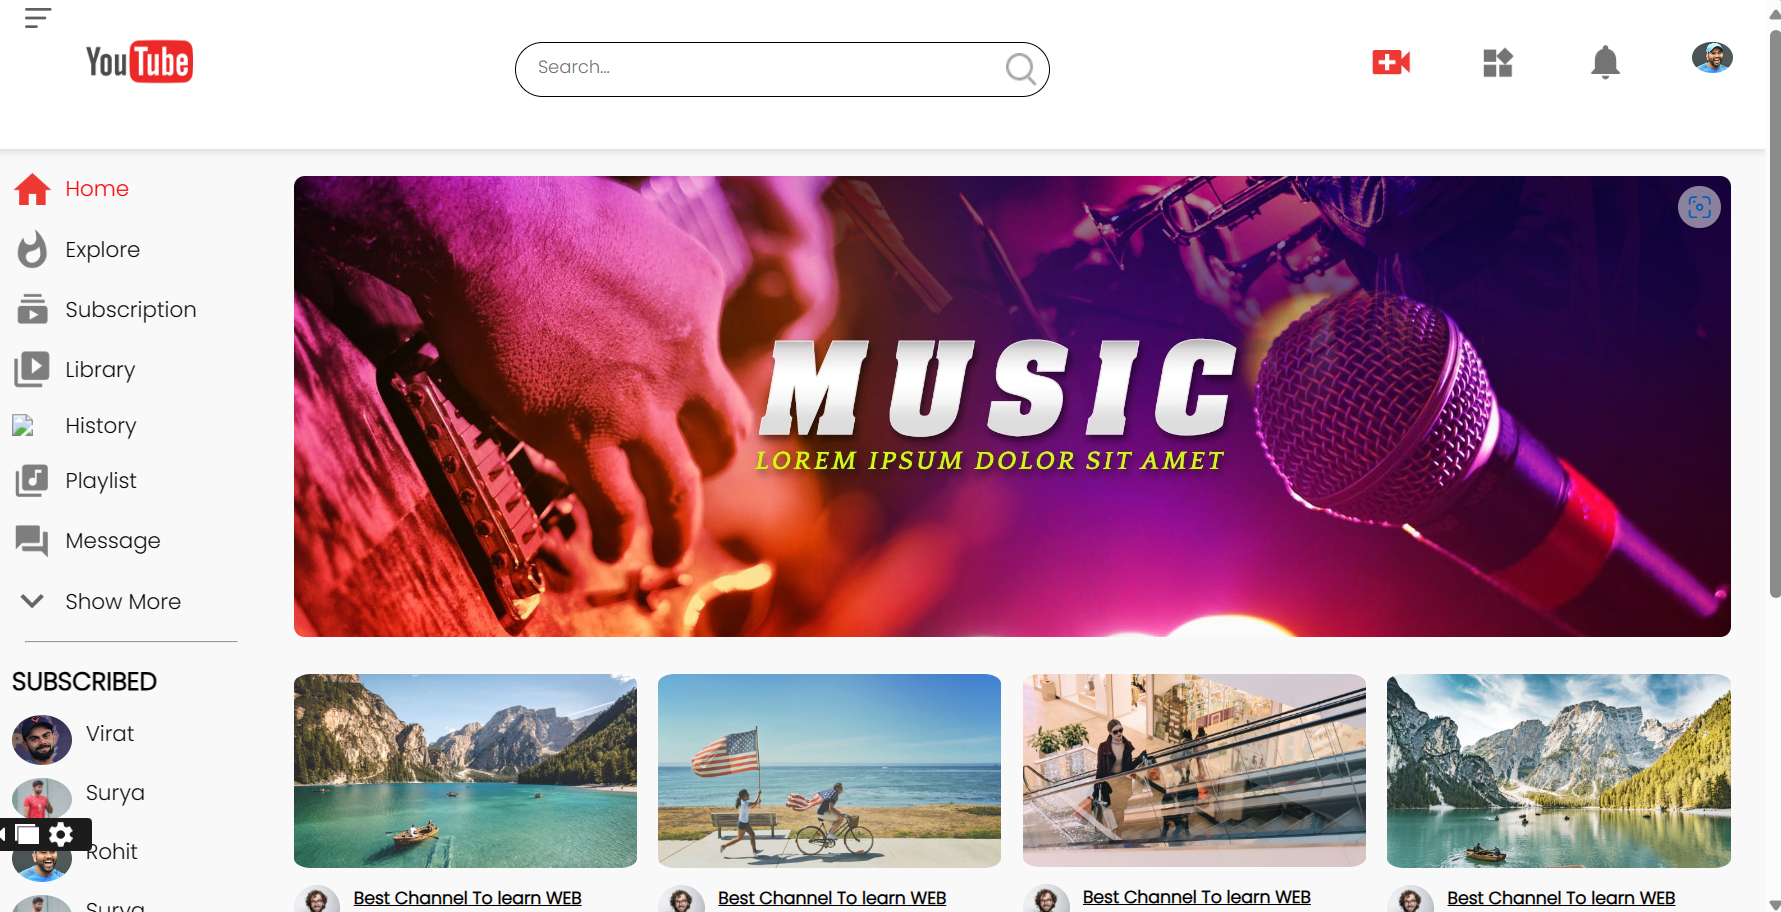 YouTube
Search...
Home
Explore
Subscription
Library
History
Playlist
Message
Show More
SUBSCRIBED
Virat
Surya
Rohit
Surya
MUSIC
LOREM IPSUM DOLOR SIT AMET
Best Channel To learn WEB
Best Channel To learn WEB
Best Channel To learn WEB
Best Channel To learn WEB